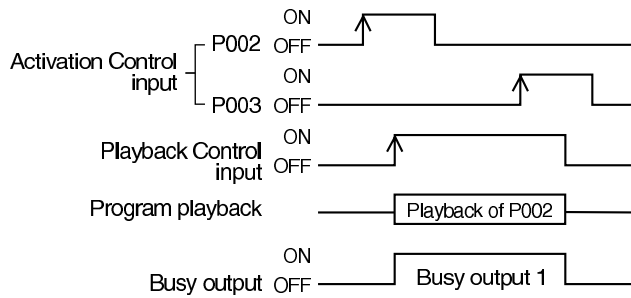 ON
P002 OFF
Activation Control
input
ON
P003 OFF
ON
Playback Control OFF
input
Program playback Playback of P002
ON
Busy output OFF Busy output 1